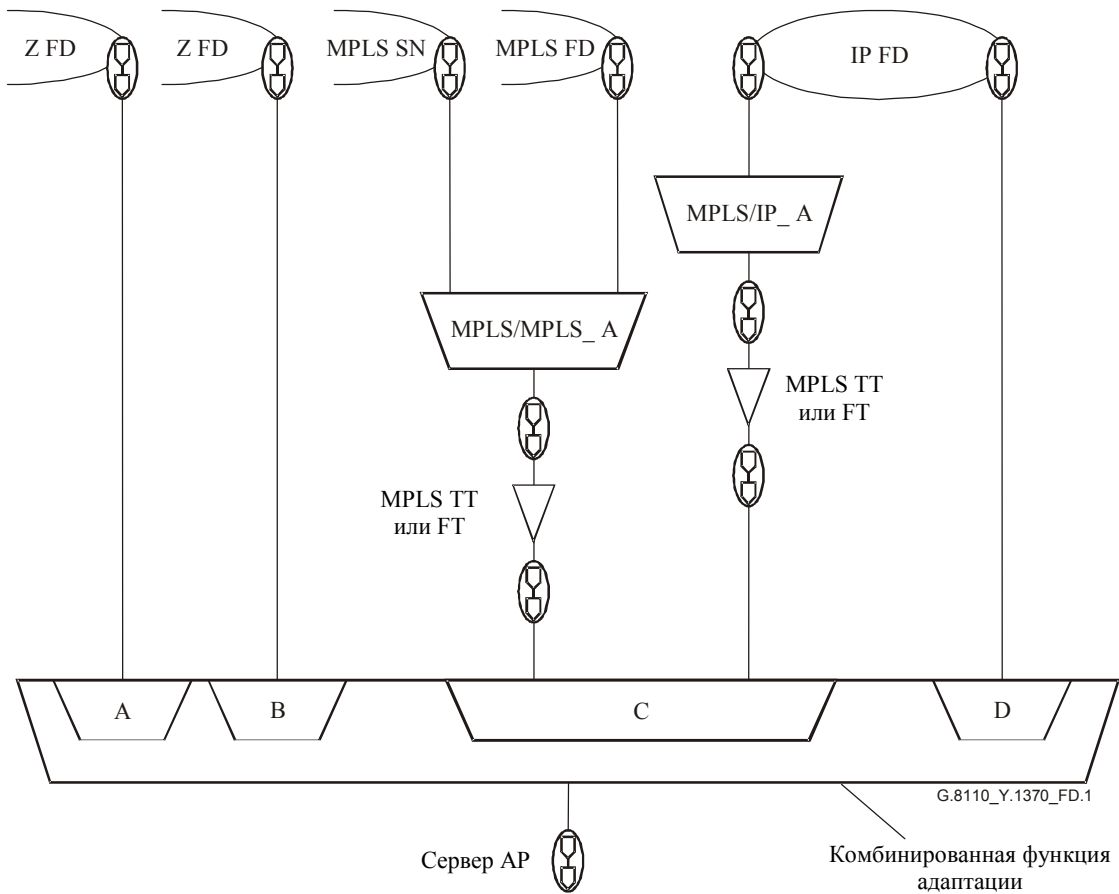 Z FD
Z FD
MPLS SN
MPLS FD
IP FD
MPLS/IP_ A
MPLS/MPLS_ A
MPLS TT
или FT
MPLS TT
или FT
A
B
C
D
G.8110_Y.1370_FD.1
Сервер AP
Комбинированная функция
адаптации